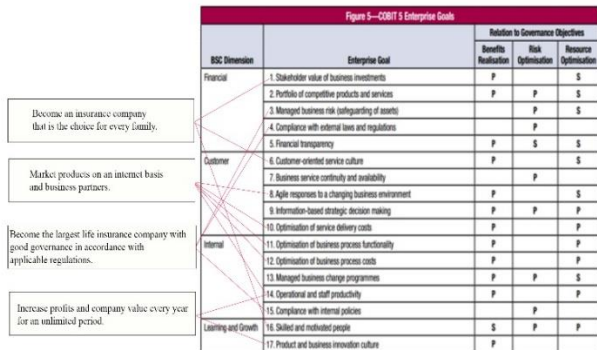 Figure 5—COBIT 5 Enterprise Goals
Relation to Governance Objectives
BSC Dimension Enterprise Goal Benefits Realisation Risk Optimisation Resource Optimisation
Financial 1. Stakeholder value of business investments P S
2. Portfolio of competitive products and services P P S
3. Managed business risk (safeguarding of assets) P S
4. Compliance with external laws and regulations P
5. Financial transparency P S S
Customer 6. Customer-oriented service culture P S
7. Business service continuity and availability P
8. Agile responses to a changing business environment P S
9. Information-based strategic decision making P P P
10. Optimisation of service delivery costs P P
Internal 11. Optimisation of business process functionality P P
12. Optimisation of business process costs P P
13. Managed business change programmes P P S
14. Operational and staff productivity P P
15. Compliance with internal policies P
Learning and Growth 16. Skilled and motivated people S P P
17. Product and business innovation culture P
Become an insurance company
that is the choice for every family.
Market products on an internet basis
and business partners.
Become the largest life insurance company with
good governance in accordance with
applicable regulations.
Increase profits and company value every year
for an unlimited period.